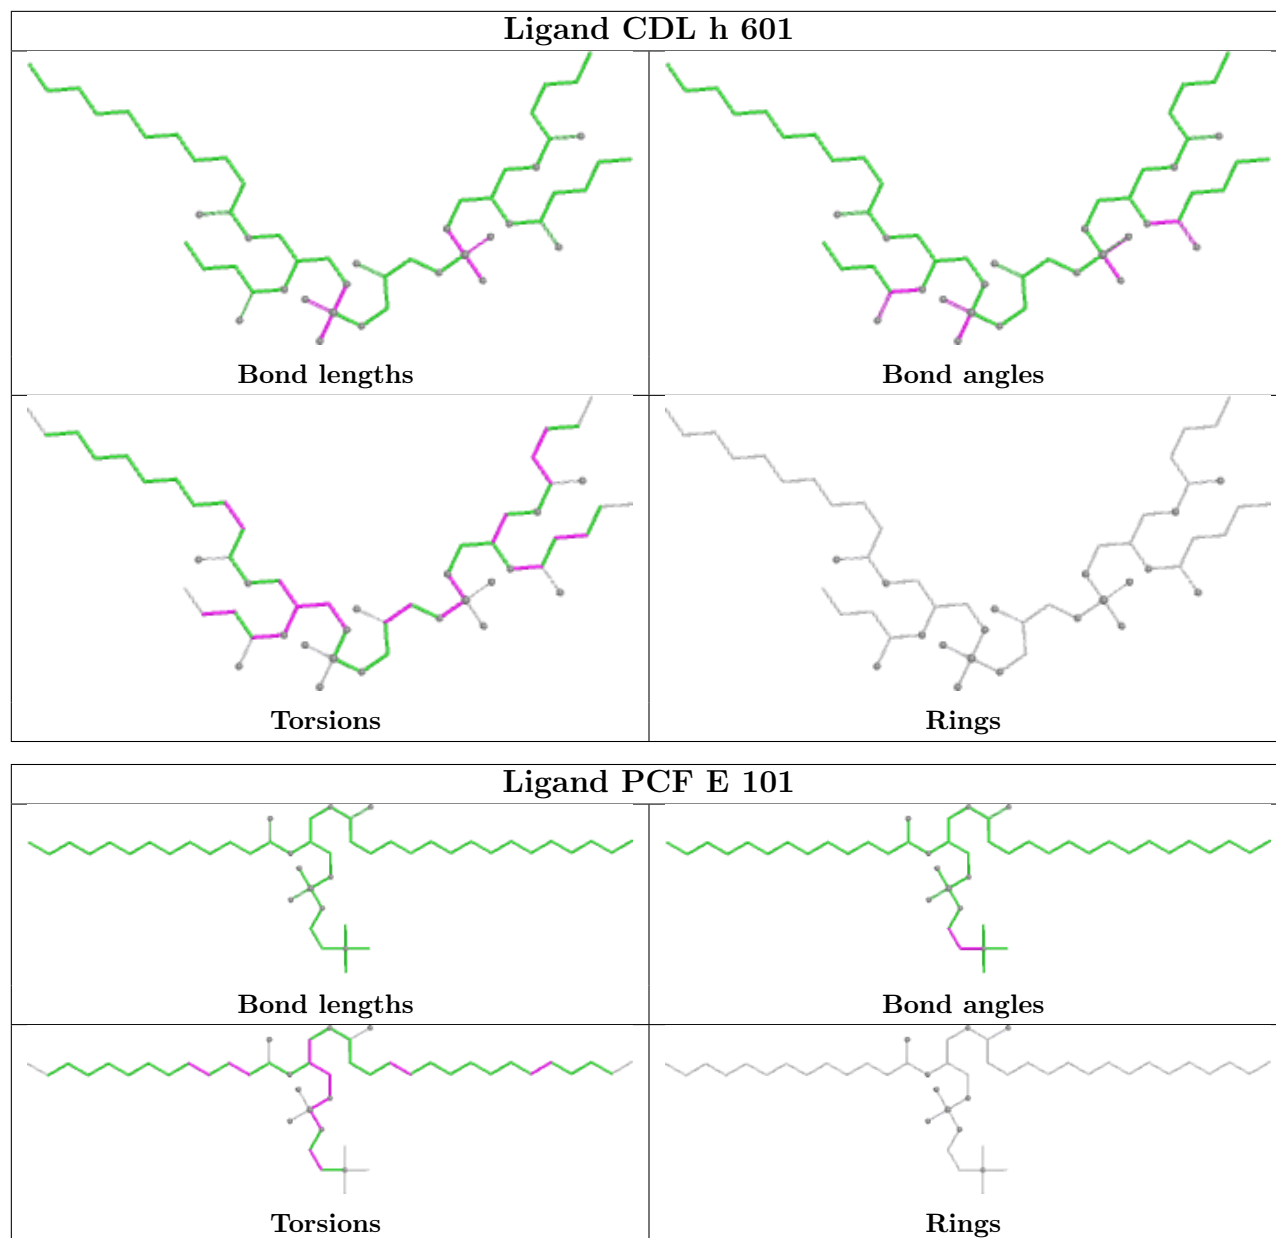 Ligand CDL h 601
Bond lengths
Bond angles
Torsions
Rings
Ligand PCF E 101
Bond lengths
Bond angles
Torsions
Rings